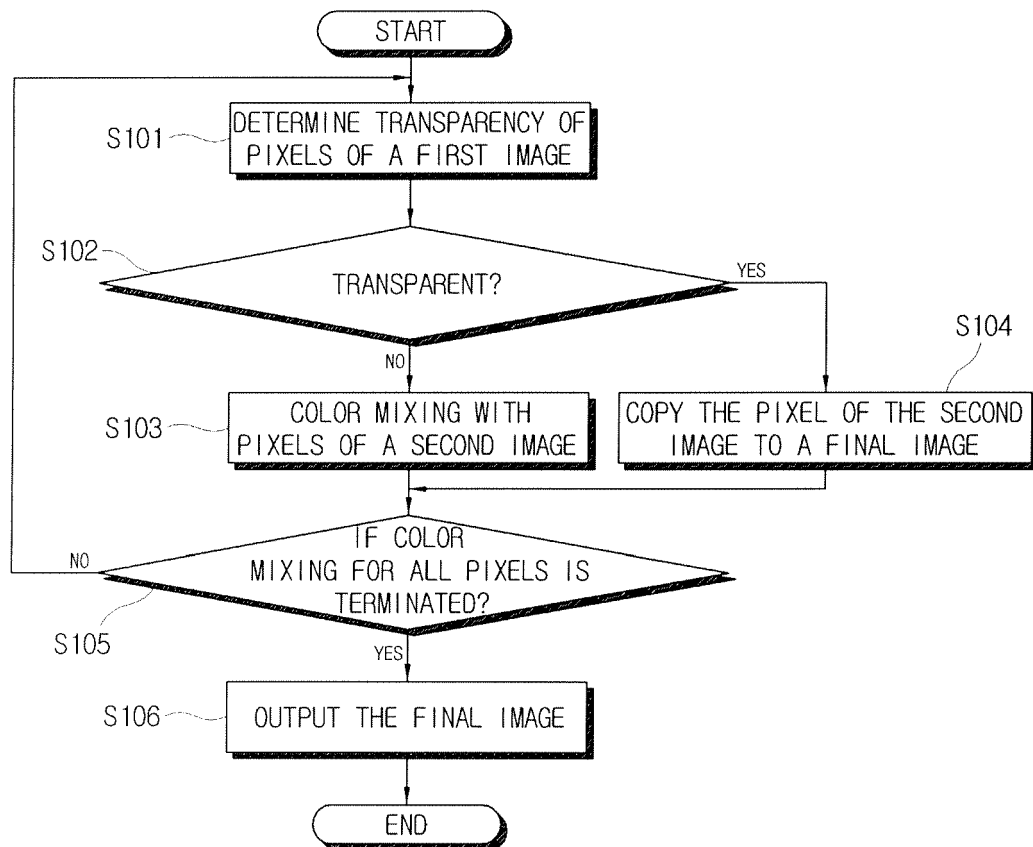 START
S101
DETERMINE TRANSPARENCY OF
PIXELS OF A FIRST IMAGE
S102
TRANSPARENT?
YES
NO
S103
COLOR MIXING WITH
PIXELS OF A SECOND IMAGE
S104
COPY THE PIXEL OF THE SECOND
IMAGE TO A FINAL IMAGE
NO
IF COLOR
MIXING FOR ALL PIXELS IS
TERMINATED?
S105
YES
S106
OUTPUT THE FINAL IMAGE
END